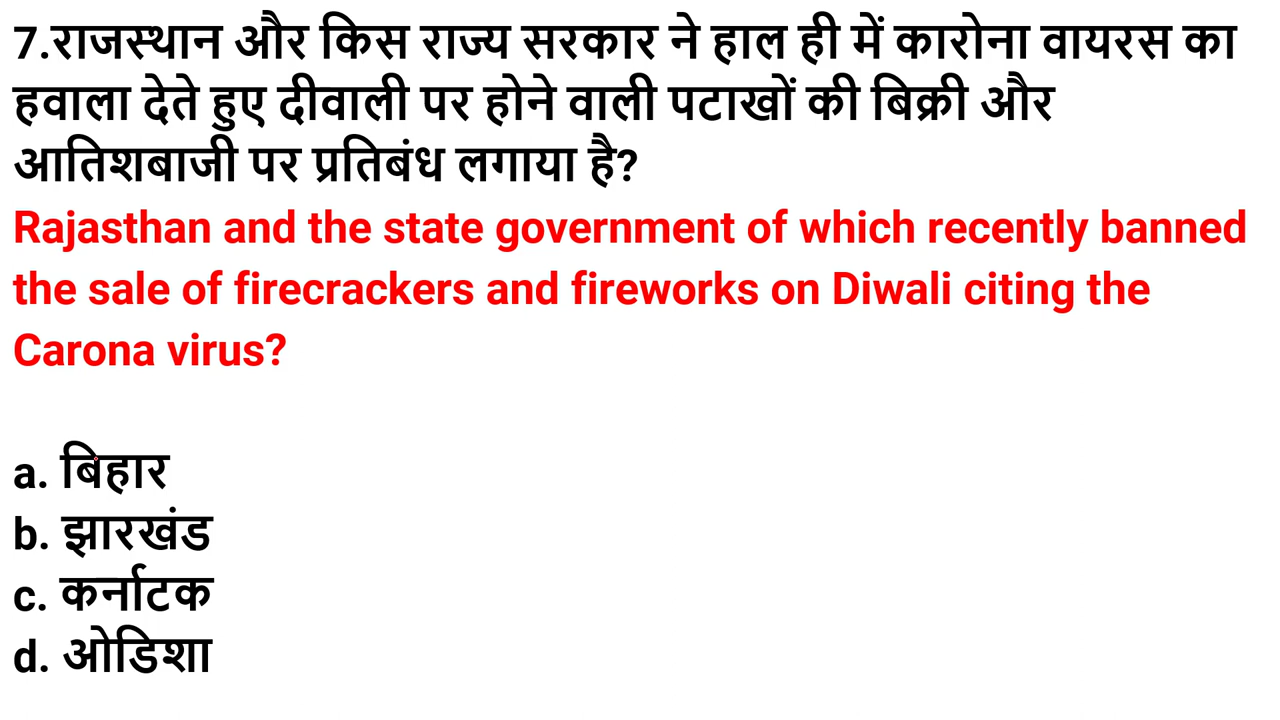 7.राजस्थान और किस राज्य सरकार ने हाल ही में कारोना वायरस का
हवाला देते हुए दीवाली पर होने वाली पटाखों की बिक्री और
आतिशबाजी पर प्रतिबंध लगाया है?
Rajasthan and the state government of which recently banned
the sale of firecrackers and fireworks on Diwali citing the
Carona virus?
a. बिहार
b. झारखंड
c. कर्नाटक
d. ओडिशा